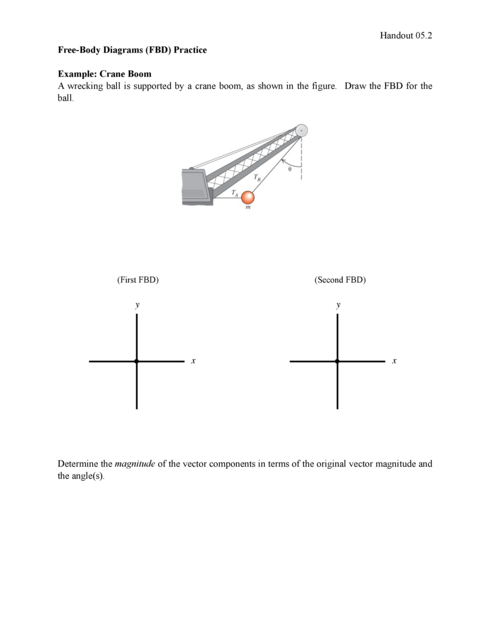 Handout 05.2
Free-Body Diagrams (FBD) Practice
Example: Crane Boom
A wrecking ball is supported by a crane boom, as shown in the figure. Draw the FBD for the
ball.
θ
T_B
T_A
m
(First FBD) (Second FBD)
y y
x x
Determine the magnitude of the vector components in terms of the original vector magnitude and
the angle(s).